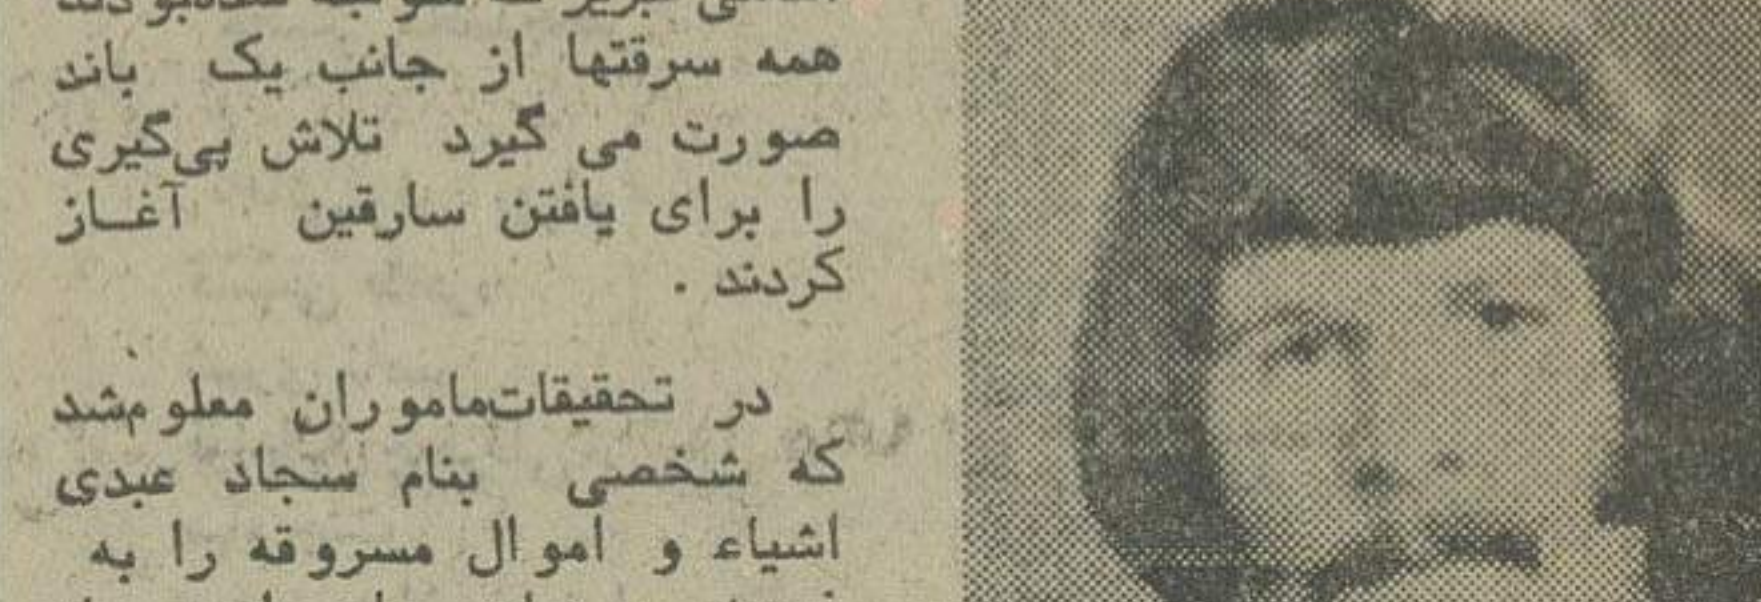 همه سرقتها از جانب یک باند
صورت می گیرد تلاش پی‌گیری
را برای یافتن سارقین آغاز
کردند .
در تحقیقات‌ماموران معلوم‌شد
که شخصی بنام سجاد عبدی
اشیاء و اموال مسروقه را به